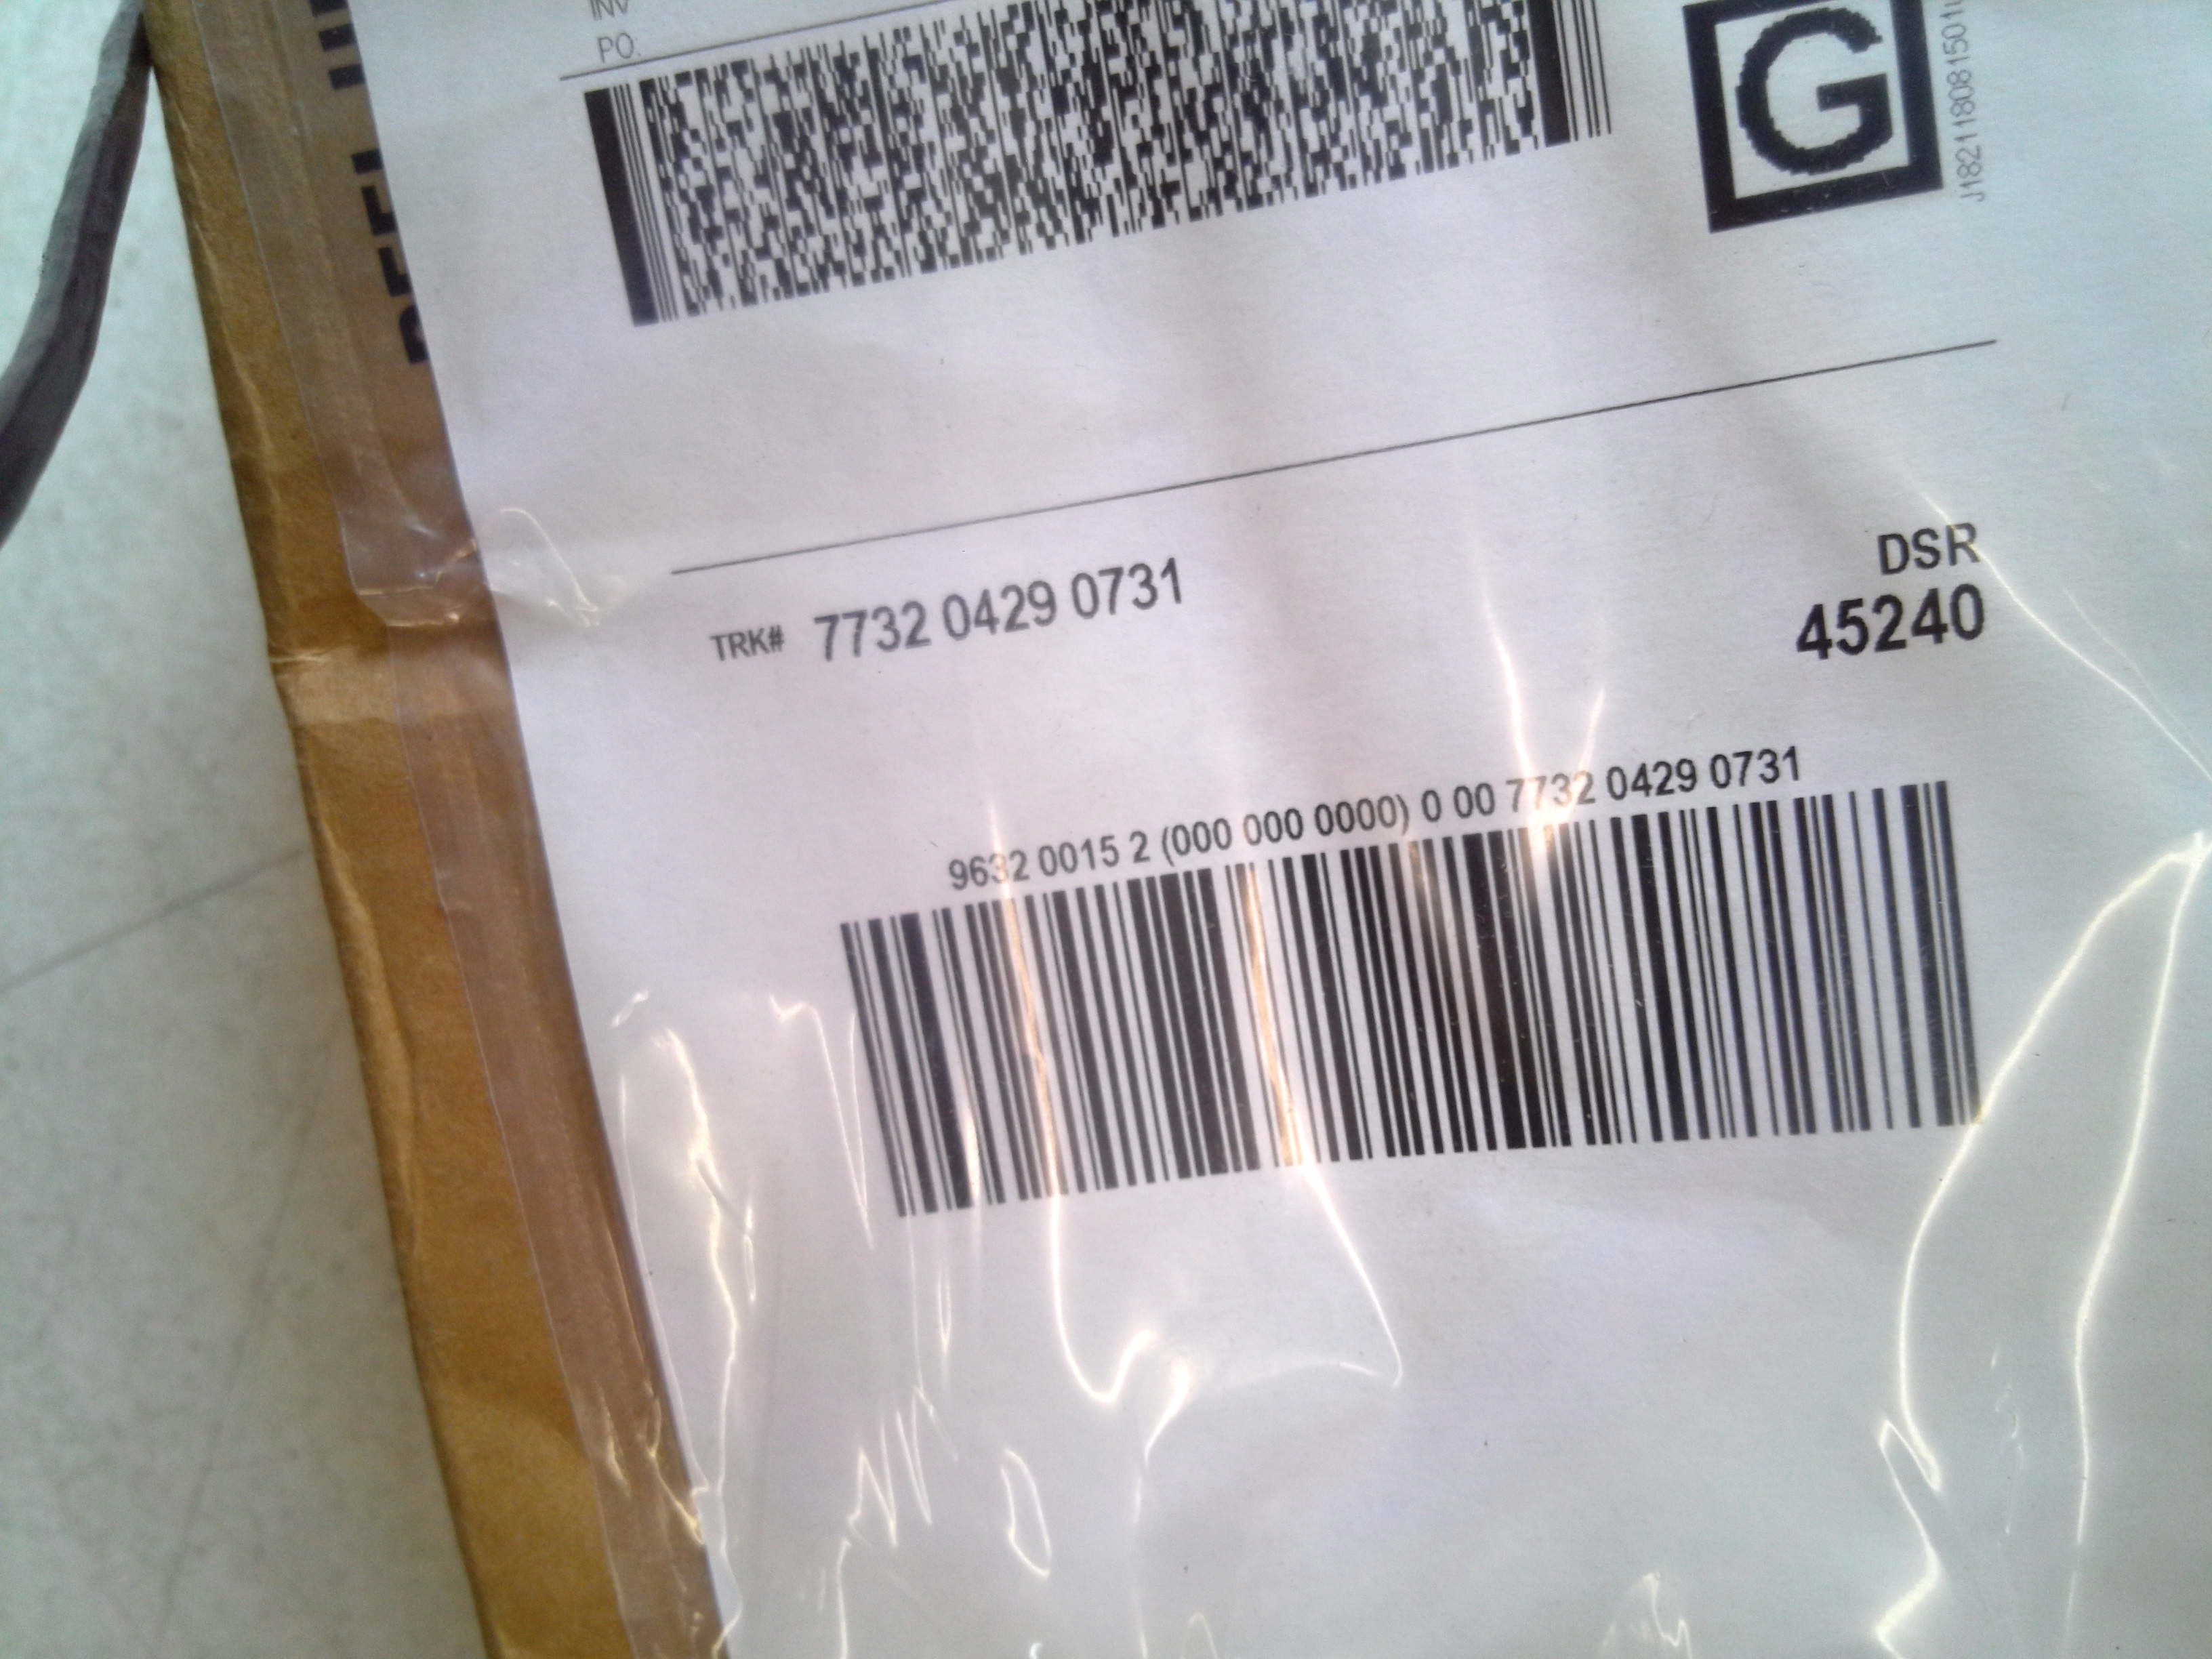 INV
PO:
G
J18211808150
TRK# 7732 0429 0731
DSR
45240
9632 0015 2 (000 000 0000) 0 00 7732 0429 0731